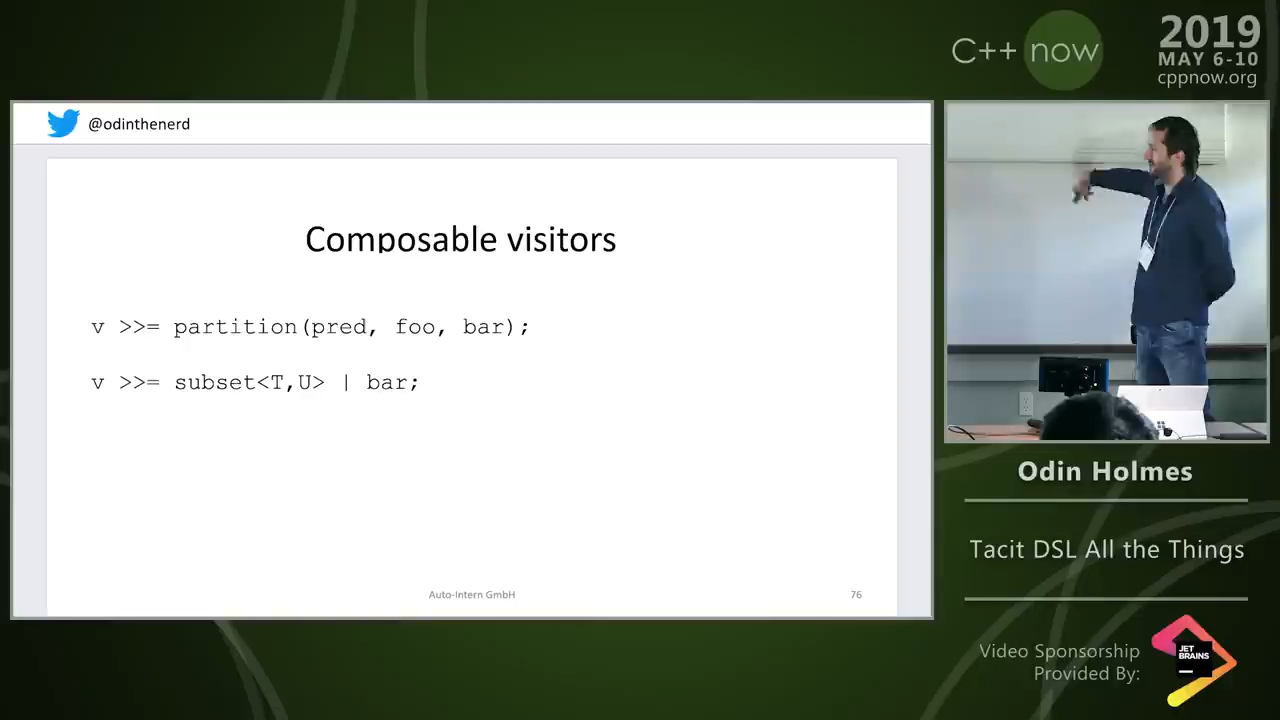 C++ now
2019
MAY 6-10
cppnow.org
@odinthenerd
Composable visitors
v >>= partition(pred, foo, bar);
v >>= subset<T,U> | bar;
Auto-Intern GmbH
76
Odin Holmes
Tacit DSL All the Things
Video Sponsorship
Provided By:
JET
BRAINS